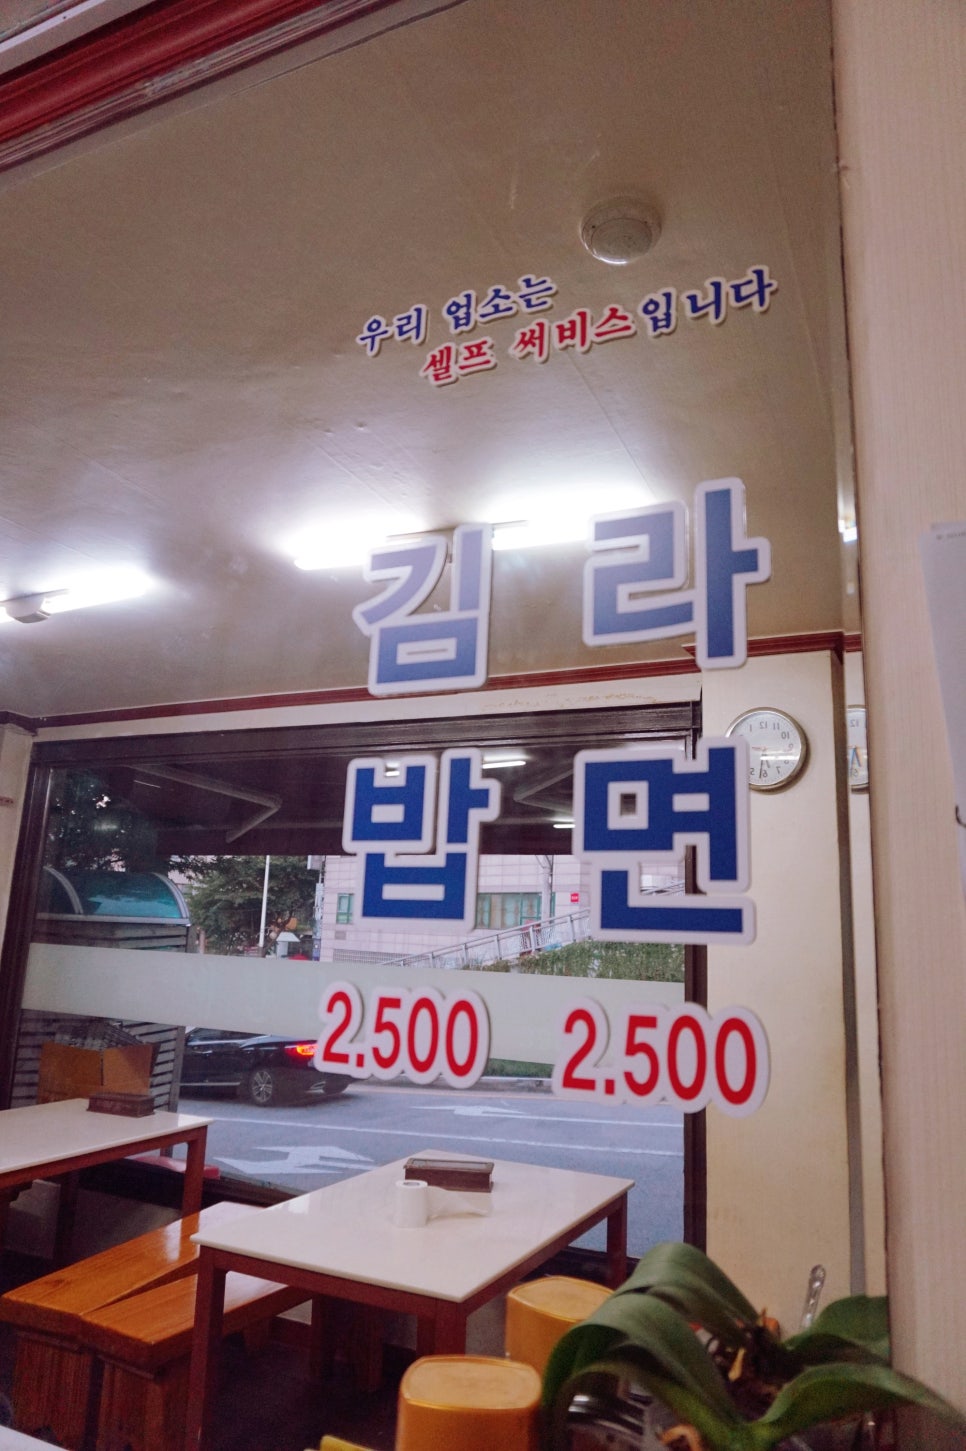 우리 업소는
셀프 써비스입니다
김 라
밥 면
2.500 2.500